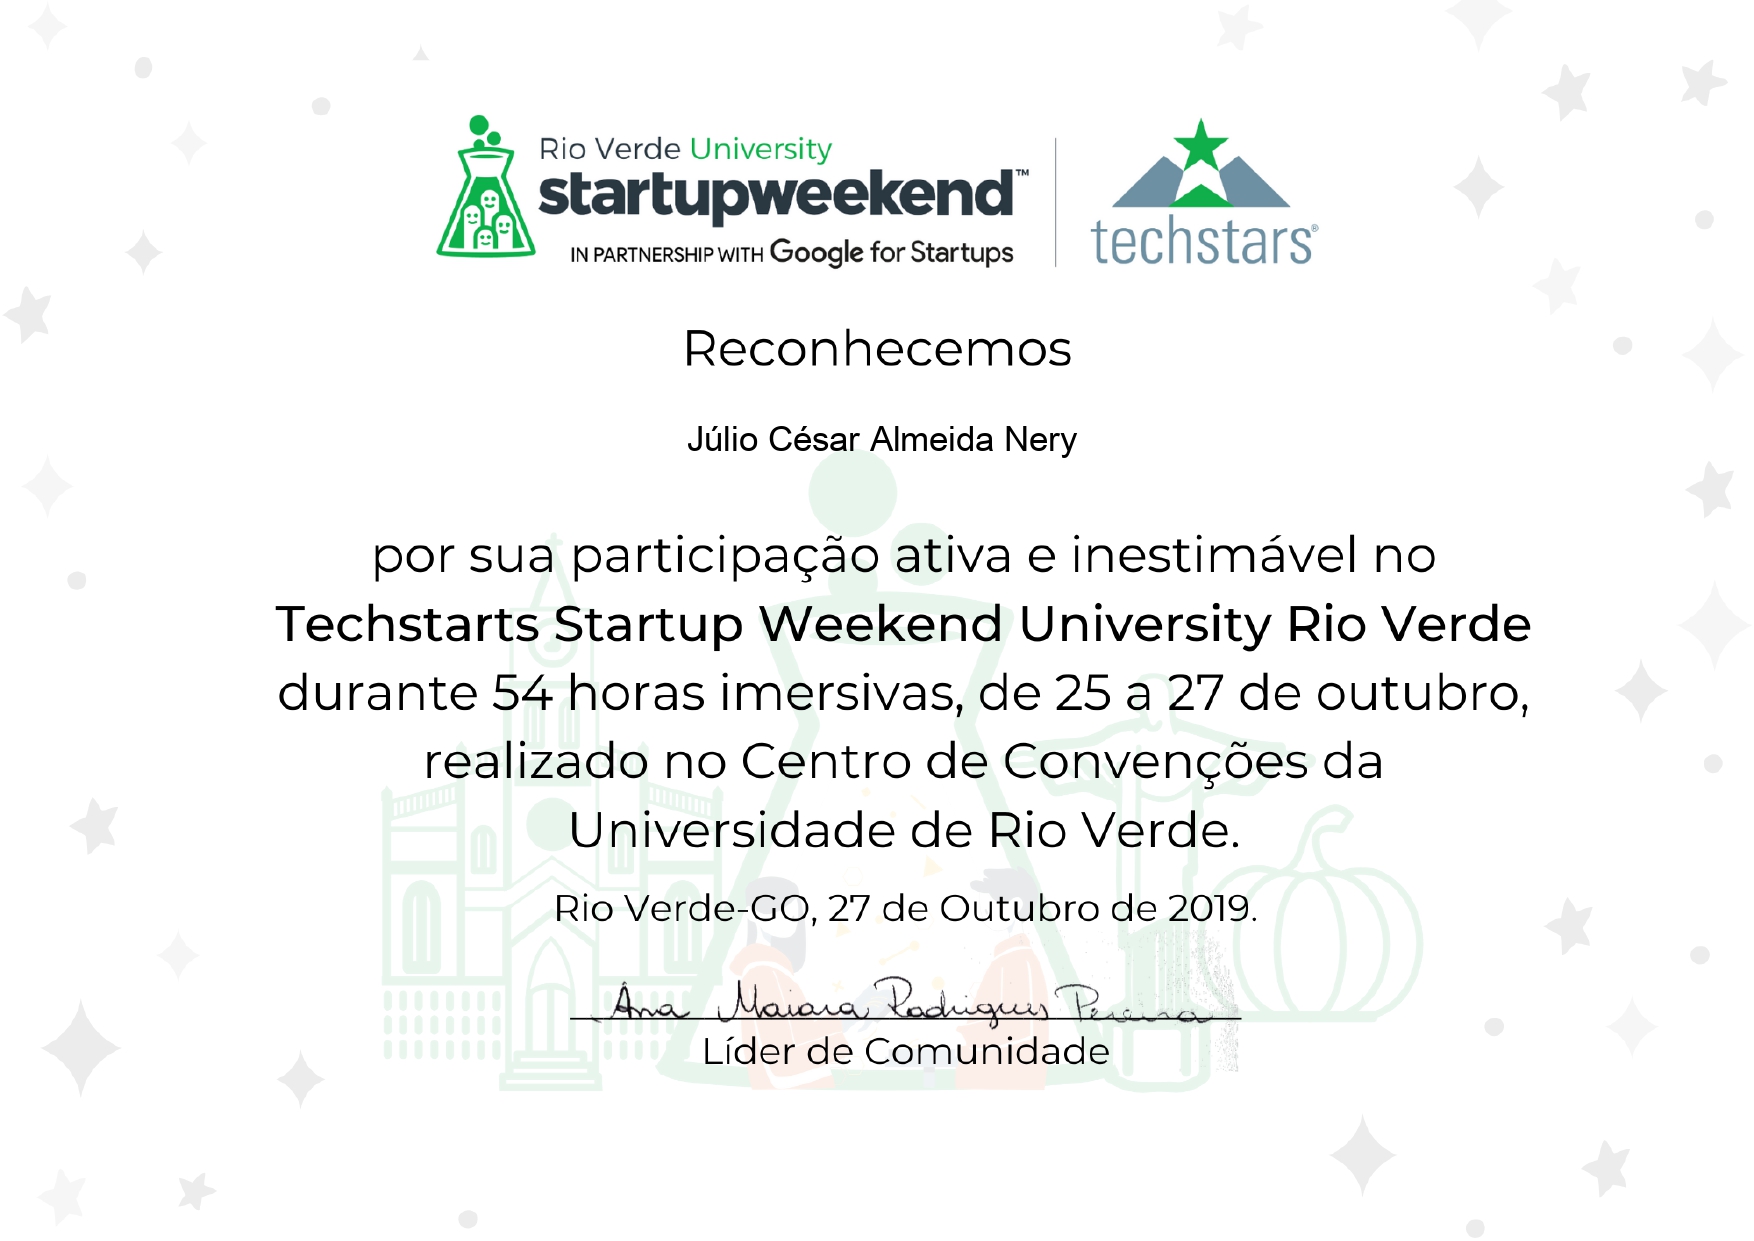 Rio Verde University
startupweekend™
IN PARTNERSHIP WITH Google for Startups
techstars®
Reconhecemos
Júlio César Almeida Nery
por sua participação ativa e inestimável no
Techstarts Startup Weekend University Rio Verde
durante 54 horas imersivas, de 25 a 27 de outubro,
realizado no Centro de Convenções da
Universidade de Rio Verde.
Rio Verde-GO, 27 de Outubro de 2019.
Ana Maiara Rodrigues Pereira
Líder de Comunidade